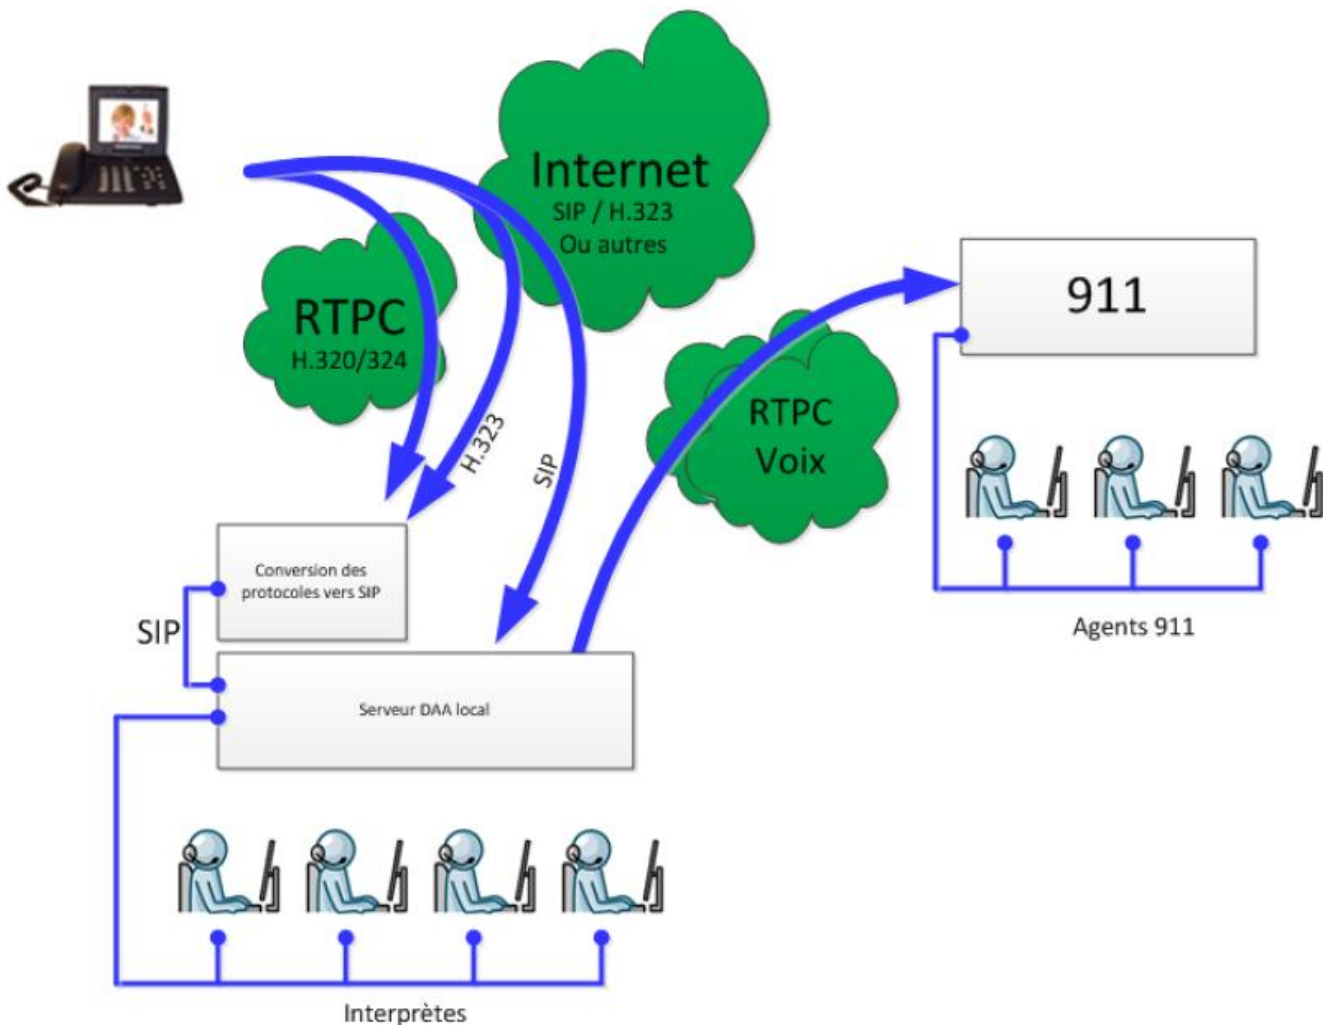 Internet
SIP / H.323
Ou autres
RTPC
H.320/324
911
RTPC
Voix
H.323
SIP
Conversion des
protocoles vers SIP
SIP
Agents 911
Serveur DAA local
Interprètes